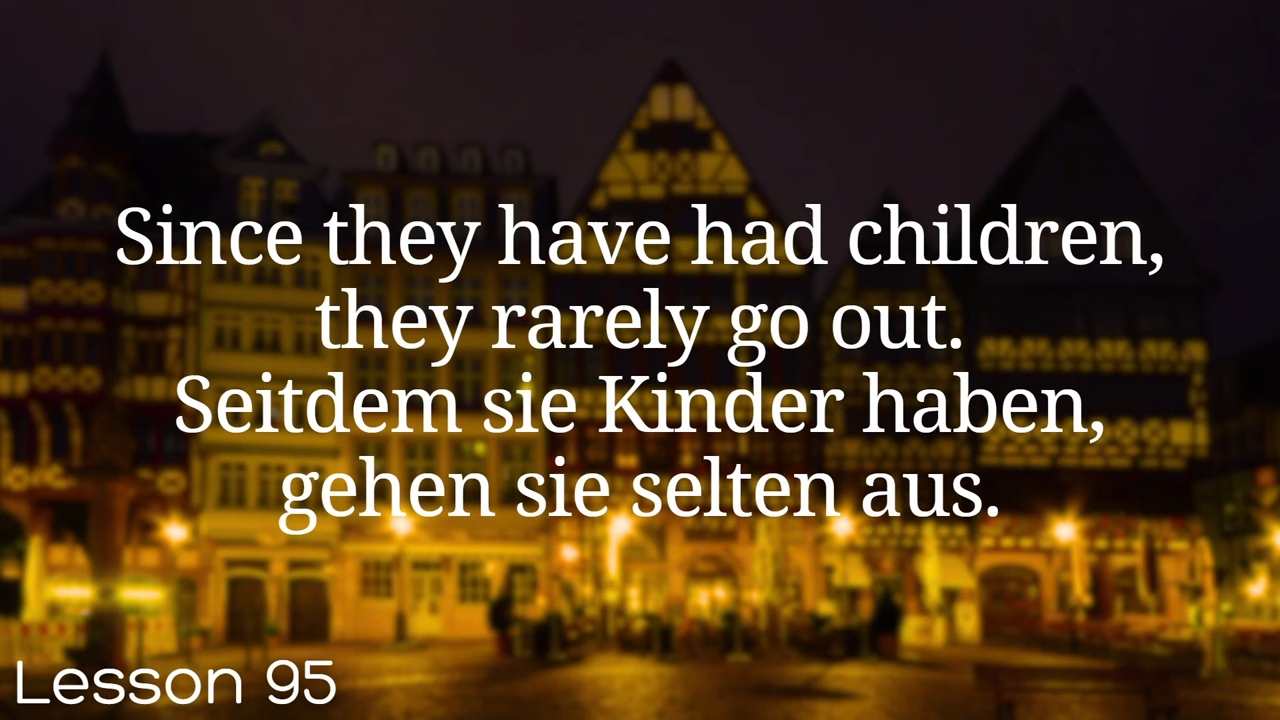 Since they have had children,
they rarely go out.
Seitdem sie Kinder haben,
gehen sie selten aus.
Lesson 95